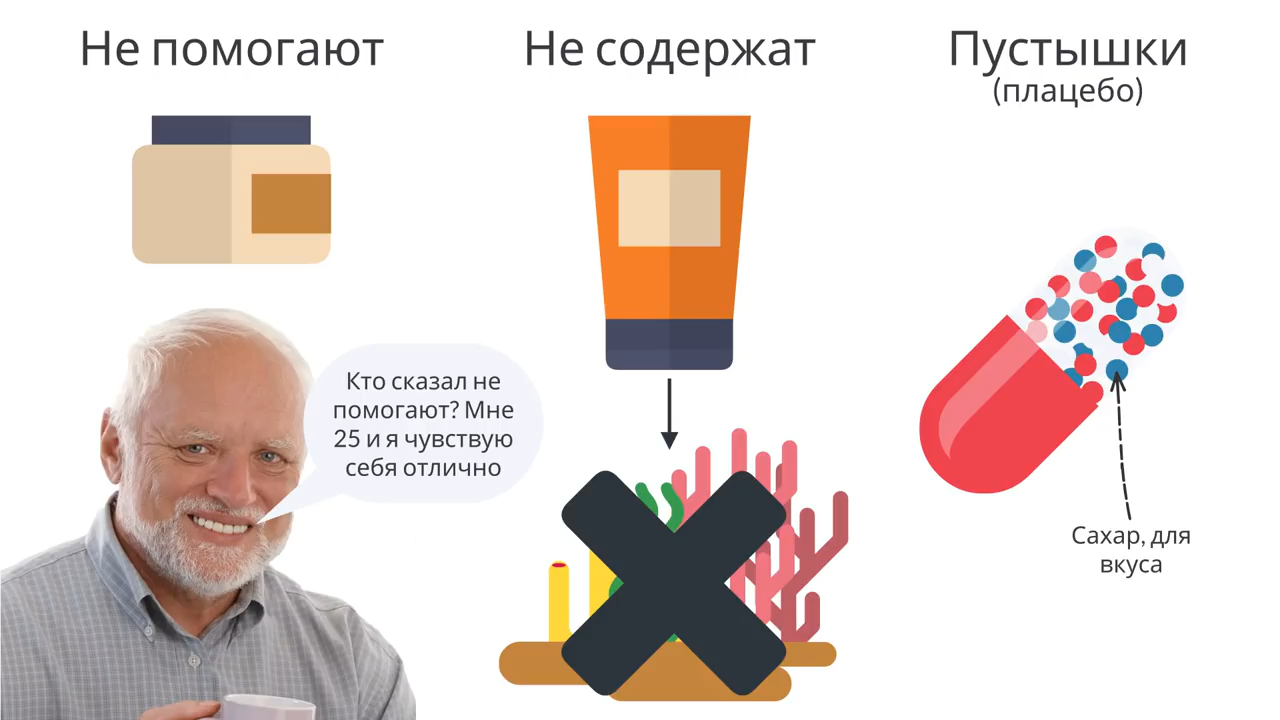 Не помогают
Не содержат
Пустышки
(плацебо)
Кто сказал не
помогают? Мне
25 и я чувствую
себя отлично
Сахар, для
вкуса